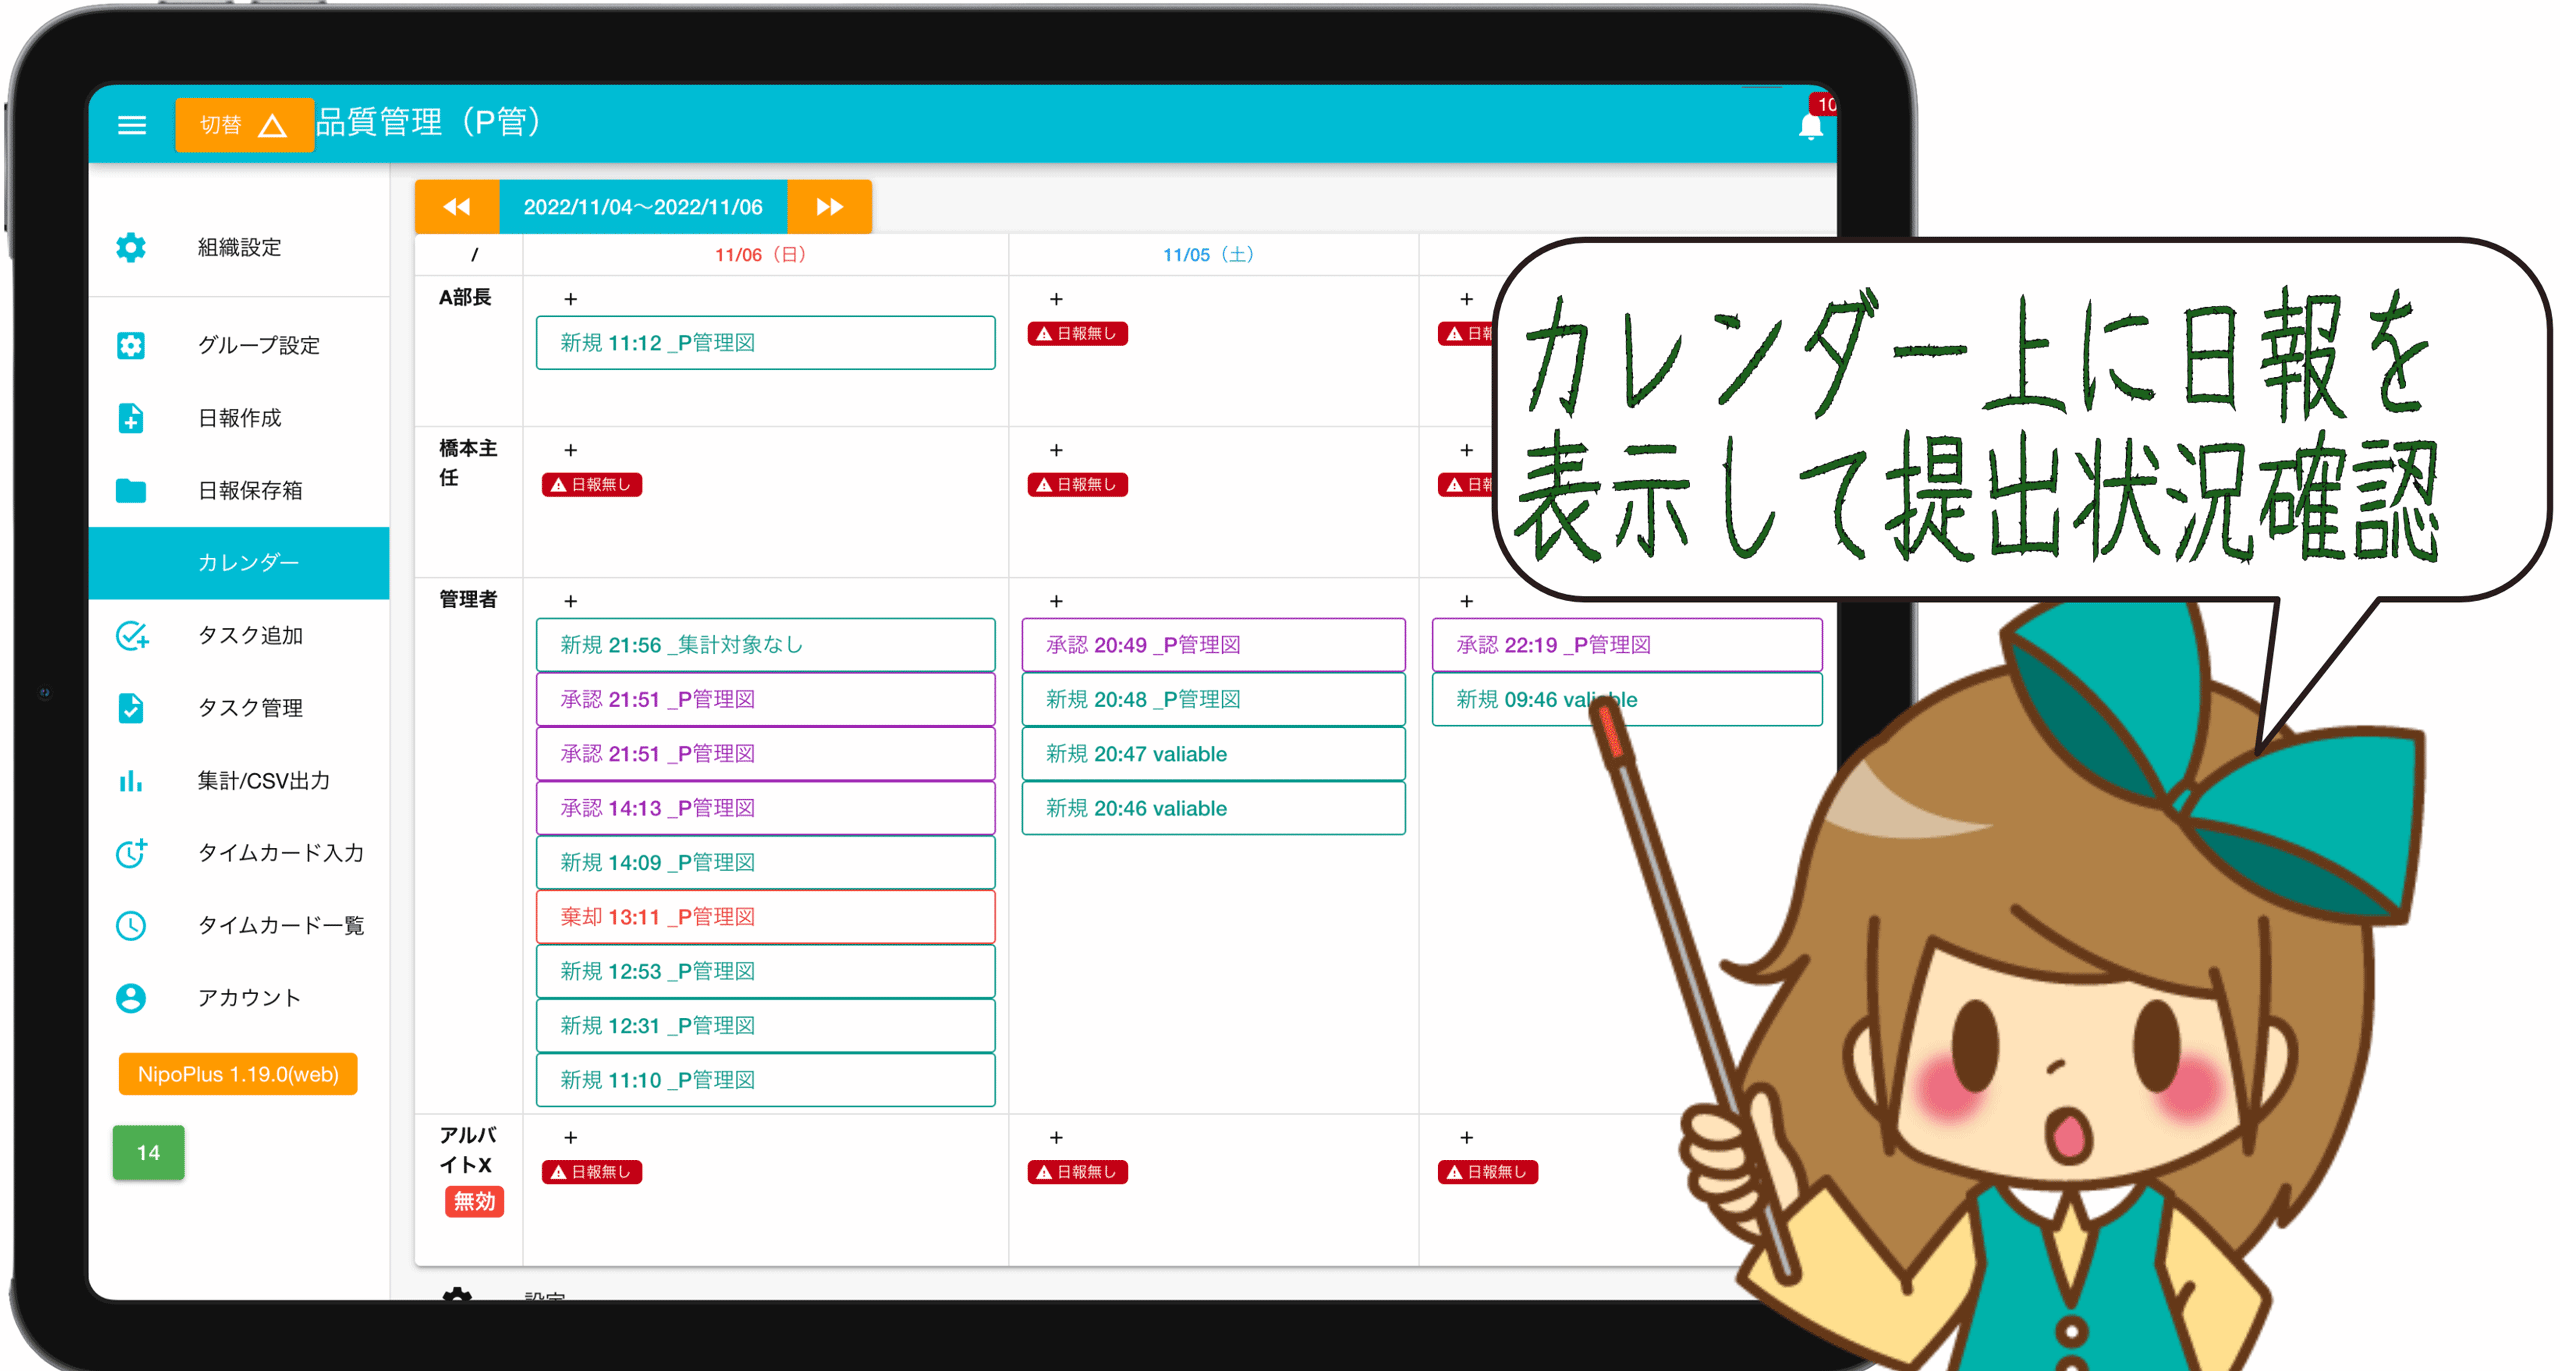 切替 品質管理（P管）
10
組織設定
グループ設定
日報作成
日報保存箱
カレンダー
タスク追加
タスク管理
集計/CSV出力
タイムカード入力
タイムカード一覧
アカウント
NipoPlus 1.19.0(web)
14
2022/11/04〜2022/11/06
/ 11/06（日） 11/05（土）
A部長
+ + +
新規 11:12 _P管理図
日報無し
日報
橋本主
任
+ + +
日報無し
日報無し
日報
管理者
+ + +
新規 21:56 _集計対象なし
承認 21:51 _P管理図
承認 21:51 _P管理図
承認 14:13 _P管理図
新規 14:09 _P管理図
棄却 13:11 _P管理図
新規 12:53 _P管理図
新規 12:31 _P管理図
新規 11:10 _P管理図
承認 20:49 _P管理図
新規 20:48 _P管理図
新規 20:47 valiable
新規 20:46 valiable
承認 22:19 _P管理図
新規 09:46 valiable
アルバ
イトX
無効
+ + +
日報無し
日報無し
日報無し
設定
カレンダー上に日報を
表示して提出状況確認